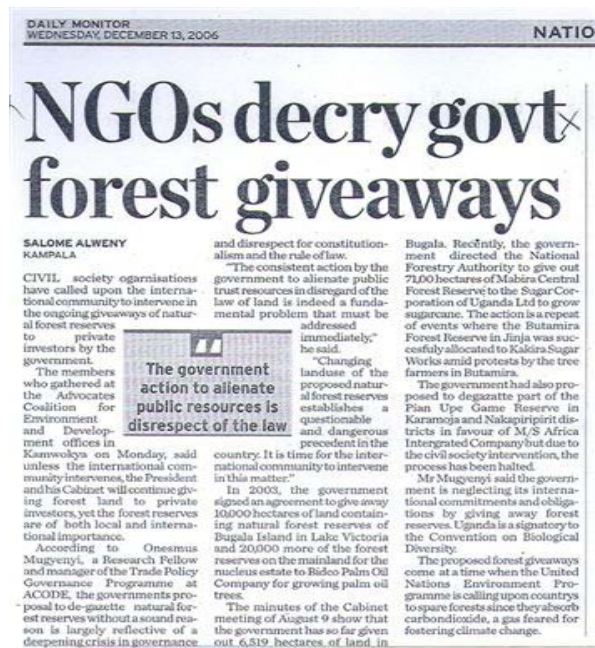 DAILY MONITOR
WEDNESDAY, DECEMBER 13, 2006
NATIO
NGOs decry govt
forest giveaways
SALOME ALWENY
KAMPALA
CIVIL society ogarnisations
have called upon the interna-
tional community to intervene in
the ongoing giveaways of natur-
al forest reserves
to private
investors by the
government.
The members
who gathered at
the Advocates
Coalition for
Environment
and Develop-
ment offices in
Kamwokya on Monday, said
unless the international com-
munity intervenes, the President
and his Cabinet will continue giv-
ing forest land to private
investors, yet the forest reserves
are of both local and interna-
tional importance.
According to Onesmus
Mugyenyi, a Research Fellow
and manager of the Trade Policy
Governance Programme at
ACODE, the governments pro-
posal to de-gazette natural for-
est reserves without a sound rea-
son is largely reflective of a
deepening crisis in governance
The government
action to alienate
public resources is
disrespect of the law
and disrespect for constitution-
alism and the rule of law.
"The consistent action by the
government to alienate public
trust resources in disregard of the
law of land is indeed a funda-
mental problem that must be
addressed
immediately,"
he said.
"Changing
landuse of the
proposed natur-
al forest reserves
establishes a
questionable
and dangerous
precedent in the
country. It is time for the inter-
national community to intervene
in this matter."
In 2003, the government
signed an agreement to give away
10,000 hectares of land contain-
ing natural forest reserves of
Bugala Island in Lake Victoria
and 20,000 more of the forest
reserves on the mainland for the
nucleus estate to Bidco Palm Oil
Company for growing palm oil
trees.
The minutes of the Cabinet
meeting of August 9 show that
the government has so far given
out 6,519 hectares of land in
Bugala. Recently, the govern-
ment directed the National
Forestry Authority to give out
71,00 hectares of Mabira Central
Forest Reserve to the Sugar Cor-
poration of Uganda Ltd to grow
sugarcane. The action is a repeat
of events where the Butamira
Forest Reserve in Jinja was suc-
cesfuly allocated to Kakira Sugar
Works amid protests by the tree
farmers in Butamira.
The government had also pro-
posed to degazatte part of the
Pian Upe Game Reserve in
Karamoja and Nakapiripirit dis-
tricts in favour of M/S Africa
Intergrated Company but due to
the civil society intervention, the
process has been halted.
Mr Mugyenyi said the govern-
ment is neglecting its interna-
tional commitments and obliga-
tions by giving away forest
reserves. Uganda is a signatory to
the Convention on Biological
Diversity.
The proposed forest giveaways
come at a time when the United
Nations Environment Pro-
gramme is calling upon countrys
to spare forests since they absorb
carbondioxide, a gas feared for
fostering climate change.